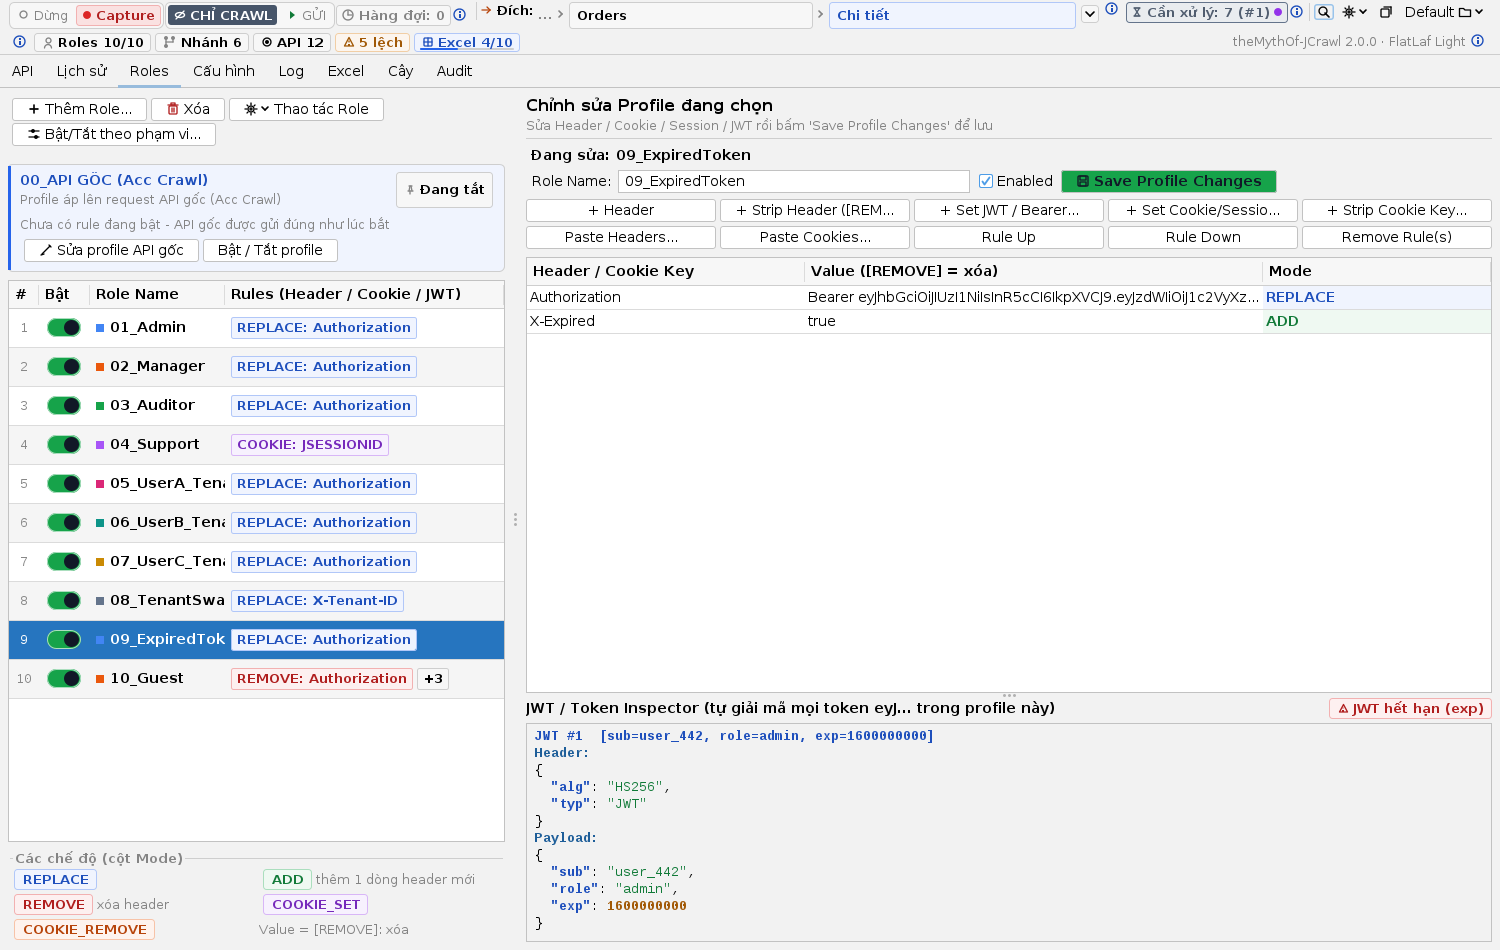 Dừng Capture CHỈ CRAWL GỬI Hàng đợi: 0 Đích: ... Orders Chi tiết Cần xử lý: 7 (#1) Default
Roles 10/10 Nhánh 6 API 12 5 lệch Excel 4/10 theMythOf-JCrawl 2.0.0 · FlatLaf Light
API Lịch sử Roles Cấu hình Log Excel Cây Audit
+ Thêm Role... Xóa Thao tác Role
Bật/Tắt theo phạm vi...
00_API GỐC (Acc Crawl)
Profile áp lên request API gốc (Acc Crawl)
Đang tắt
Chưa có rule đang bật - API gốc được gửi đúng như lúc bắt
Sửa profile API gốc Bật / Tắt profile
# Bật Role Name Rules (Header / Cookie / JWT)
1 01_Admin REPLACE: Authorization
2 02_Manager REPLACE: Authorization
3 03_Auditor REPLACE: Authorization
4 04_Support COOKIE: JSESSIONID
5 05_UserA_Tena REPLACE: Authorization
6 06_UserB_Tena REPLACE: Authorization
7 07_UserC_Tena REPLACE: Authorization
8 08_TenantSwa REPLACE: X-Tenant-ID
9 09_ExpiredTok REPLACE: Authorization
10 10_Guest REMOVE: Authorization +3
Các chế độ (cột Mode)
REPLACE ADD thêm 1 dòng header mới
REMOVE xóa header COOKIE_SET
COOKIE_REMOVE Value = [REMOVE]: xóa
Chỉnh sửa Profile đang chọn
Sửa Header / Cookie / Session / JWT rồi bấm 'Save Profile Changes' để lưu
Đang sửa: 09_ExpiredToken
Role Name: 09_ExpiredToken Enabled Save Profile Changes
+ Header + Strip Header ([REM... + Set JWT / Bearer... + Set Cookie/Sessio... + Strip Cookie Key...
Paste Headers... Paste Cookies... Rule Up Rule Down Remove Rule(s)
Header / Cookie Key Value ([REMOVE] = xóa) Mode
Authorization Bearer eyJhbGciOiJIUzI1NiIsInR5cCI6IkpXVCJ9.eyJzdWIiOiJ1c2VyXz... REPLACE
X-Expired true ADD
JWT / Token Inspector (tự giải mã mọi token eyJ... trong profile này) JWT hết hạn (exp)
JWT #1 [sub=user_442, role=admin, exp=1600000000]
Header:
{
"alg": "HS256",
"typ": "JWT"
}
Payload:
{
"sub": "user_442",
"role": "admin",
"exp": 1600000000
}